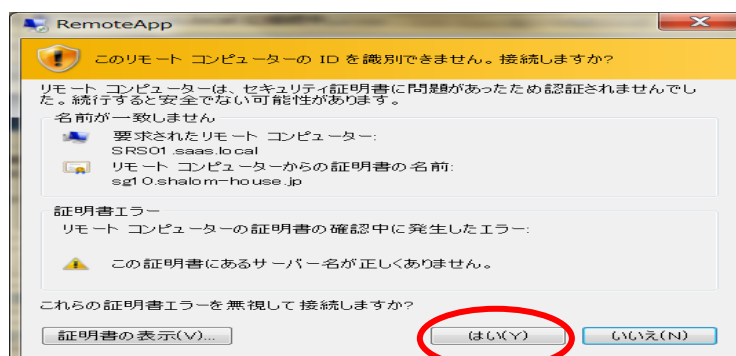 RemoteApp
このリモート コンピューターの ID を識別できません。接続しますか?
リモート コンピューターは、セキュリティ証明書に問題があったため認証されませんでし
た。続行すると安全でない可能性があります。
名前が一致しません
要求されたリモート コンピューター:
SRS01.saas.local
リモート コンピューターからの証明書の名前:
sg10.shalom-house.jp
証明書エラー
リモート コンピューターの証明書の確認中に発生したエラー:
この証明書にあるサーバー名が正しくありません。
これらの証明書エラーを無視して接続しますか?
証明書の表示(V)... はい(Y) いいえ(N)